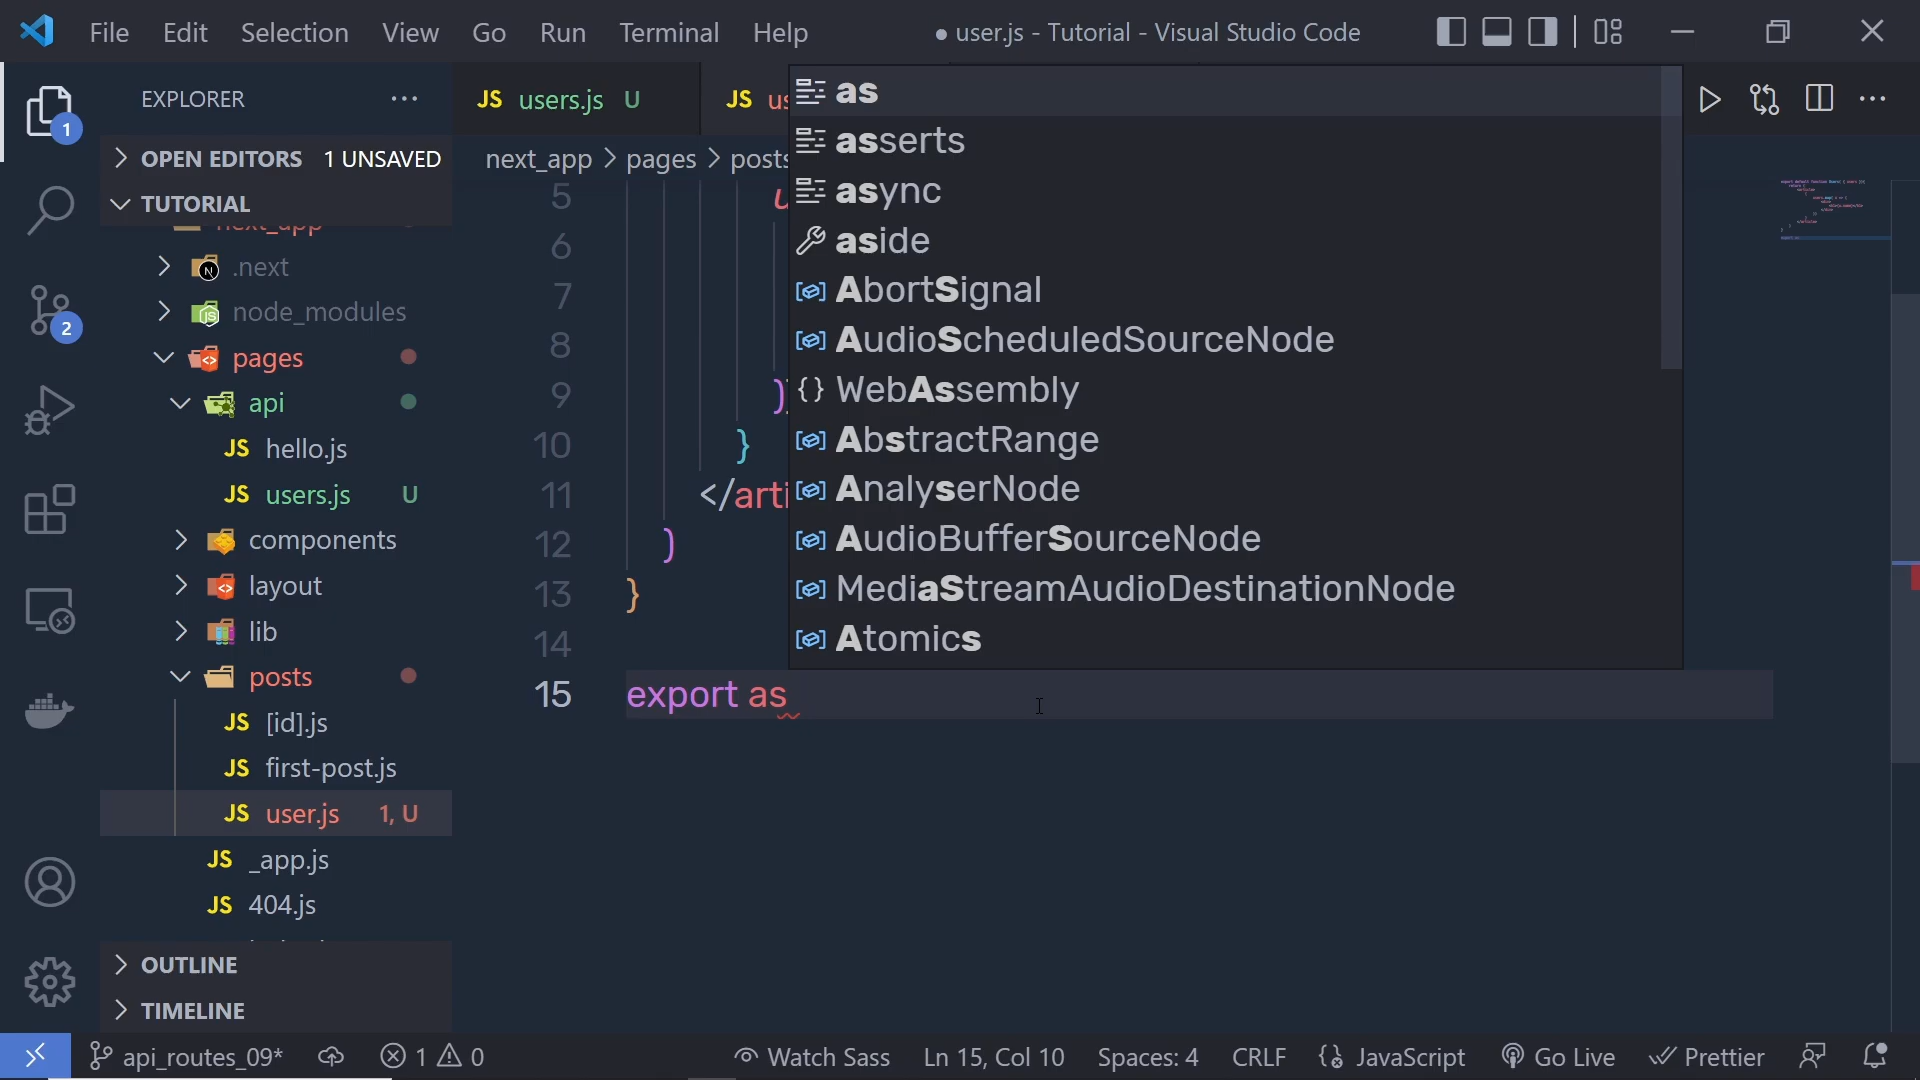 File Edit Selection View Go Run Terminal Help
● user.js - Tutorial - Visual Studio Code
EXPLORER
1
OPEN EDITORS 1 UNSAVED
TUTORIAL
next_app
.next
node_modules
pages
api
hello.js
users.js U
components
layout
lib
posts
[id].js
first-post.js
user.js 1, U
_app.js
404.js
OUTLINE
TIMELINE
2
JS users.js U
JS us
next_app > pages > posts
5 u
6
7
8
9 )
10 }
11 </arti
12 )
13 }
14
15 export as
as
asserts
async
aside
AbortSignal
AudioScheduledSourceNode
WebAssembly
AbstractRange
AnalyserNode
AudioBufferSourceNode
MediaStreamAudioDestinationNode
Atomics
api_routes_09* 1 0 Watch Sass Ln 15, Col 10 Spaces: 4 CRLF JavaScript Go Live Prettier